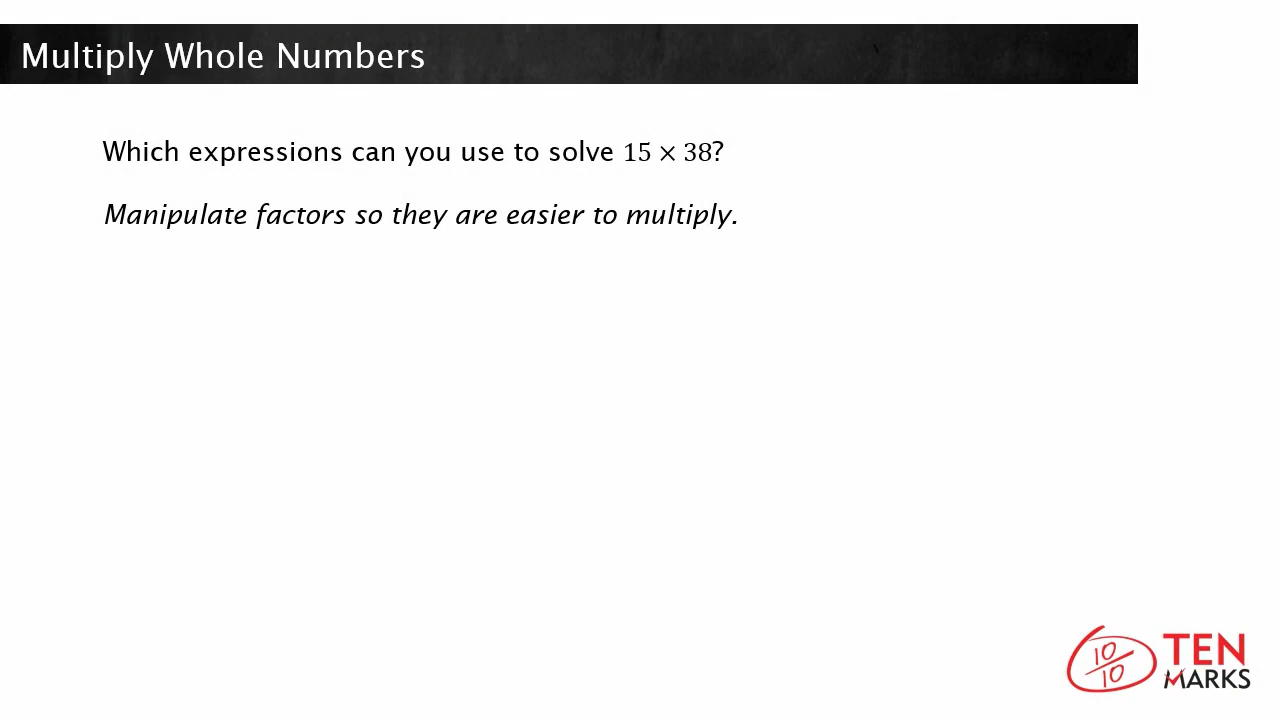 Multiply Whole Numbers
Which expressions can you use to solve 15 × 38?
Manipulate factors so they are easier to multiply.
10
10
TEN
MARKS